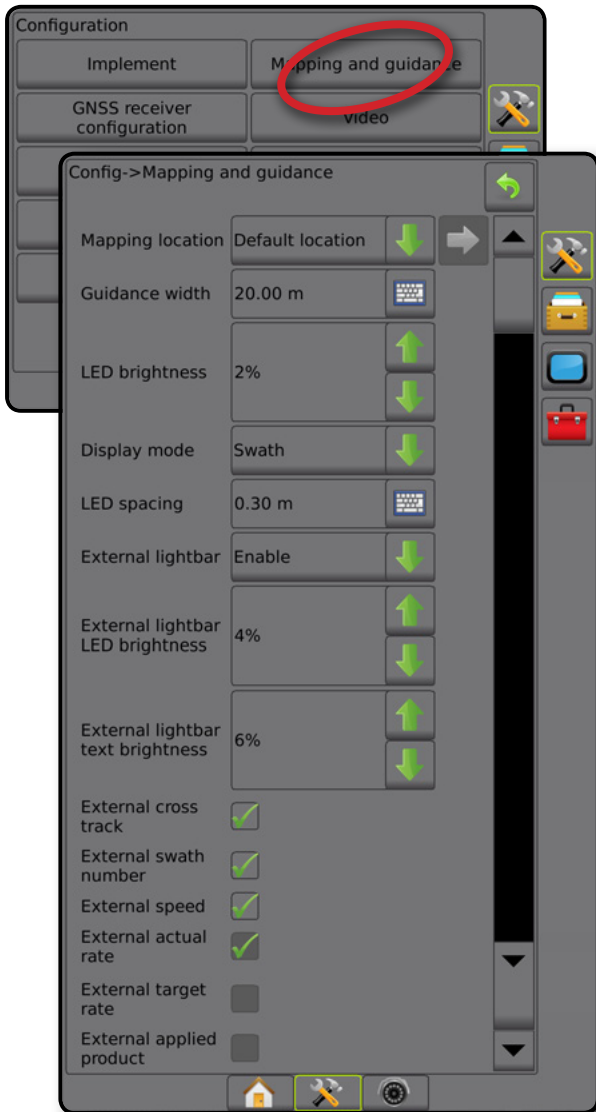 Configuration
Implement
Mapping and guidance
GNSS receiver
configuration
Video
Config->Mapping and guidance
Mapping location
Default location
Guidance width
20.00 m
LED brightness
2%
Display mode
Swath
LED spacing
0.30 m
External lightbar
Enable
External lightbar
LED brightness
4%
External lightbar
text brightness
6%
External cross
track
External swath
number
External speed
External actual
rate
External target
rate
External applied
product